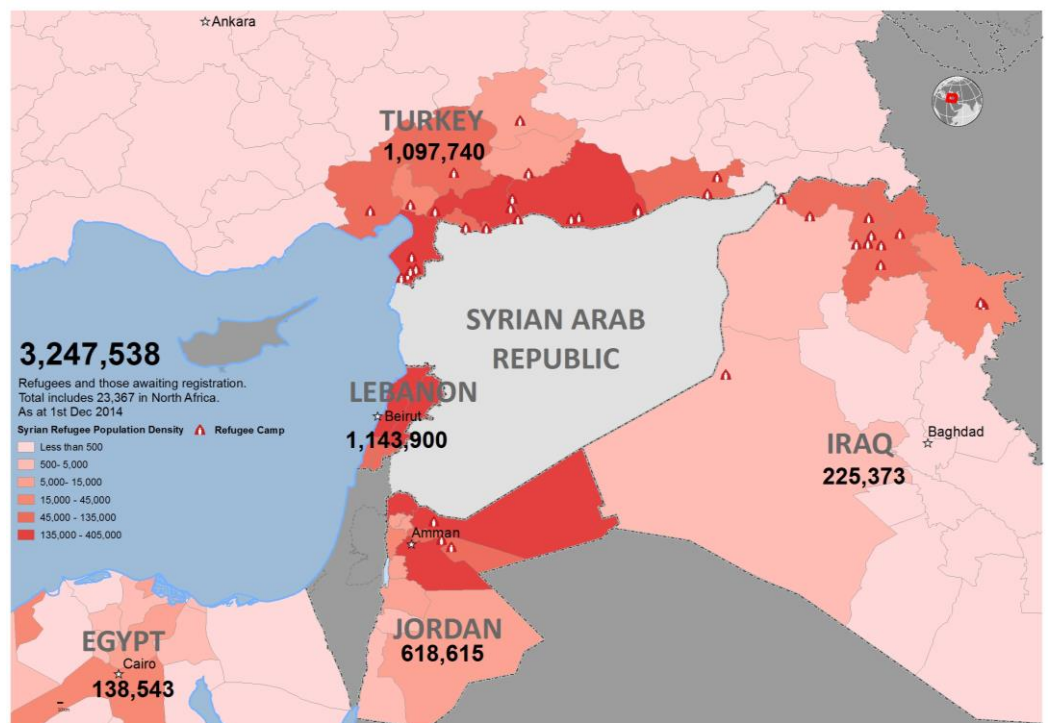 Ankara
TURKEY
1,097,740
SYRIAN ARAB
REPUBLIC
3,247,538
Refugees and those awaiting registration.
Total includes 23,367 in North Africa.
As at 1st Dec 2014
Syrian Refugee Population Density
Refugee Camp
Less than 500
500- 5,000
5,000- 15,000
15,000 - 45,000
45,000 - 135,000
135,000 - 405,000
LEBANON
Beirut
1,143,900
IRAQ
Baghdad
225,373
Amman
JORDAN
618,615
EGYPT
Cairo
138,543